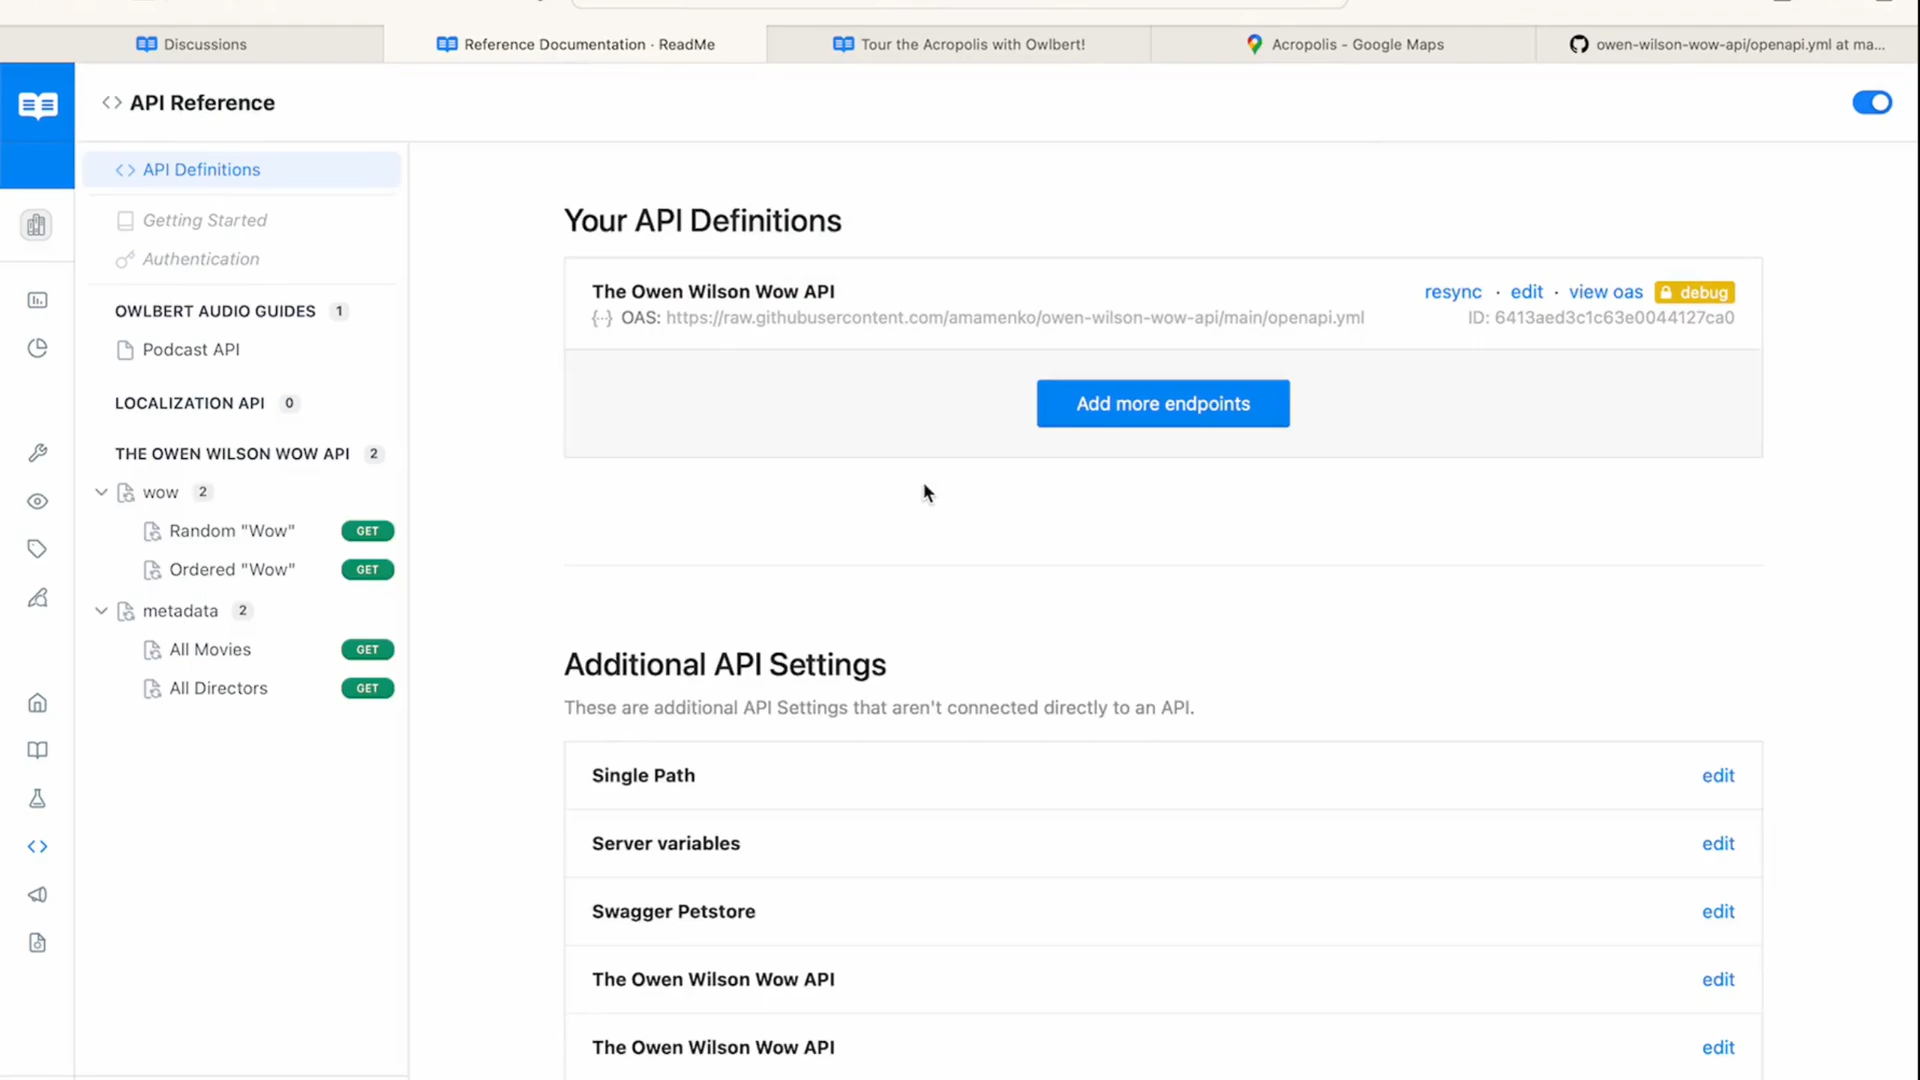 Discussions
Reference Documentation · ReadMe
Tour the Acropolis with Owlbert!
Acropolis - Google Maps
owen-wilson-wow-api/openapi.yml at ma...
<> API Reference
<> API Definitions
Getting Started
Authentication
OWLBERT AUDIO GUIDES 1
Podcast API
LOCALIZATION API 0
THE OWEN WILSON WOW API 2
wow 2
Random "Wow" GET
Ordered "Wow" GET
metadata 2
All Movies GET
All Directors GET
Your API Definitions
The Owen Wilson Wow API
resync · edit · view oas debug
OAS: https://raw.githubusercontent.com/amamenko/owen-wilson-wow-api/main/openapi.yml
ID: 6413aed3c1c63e0044127ca0
Add more endpoints
Additional API Settings
These are additional API Settings that aren't connected directly to an API.
Single Path edit
Server variables edit
Swagger Petstore edit
The Owen Wilson Wow API edit
The Owen Wilson Wow API edit